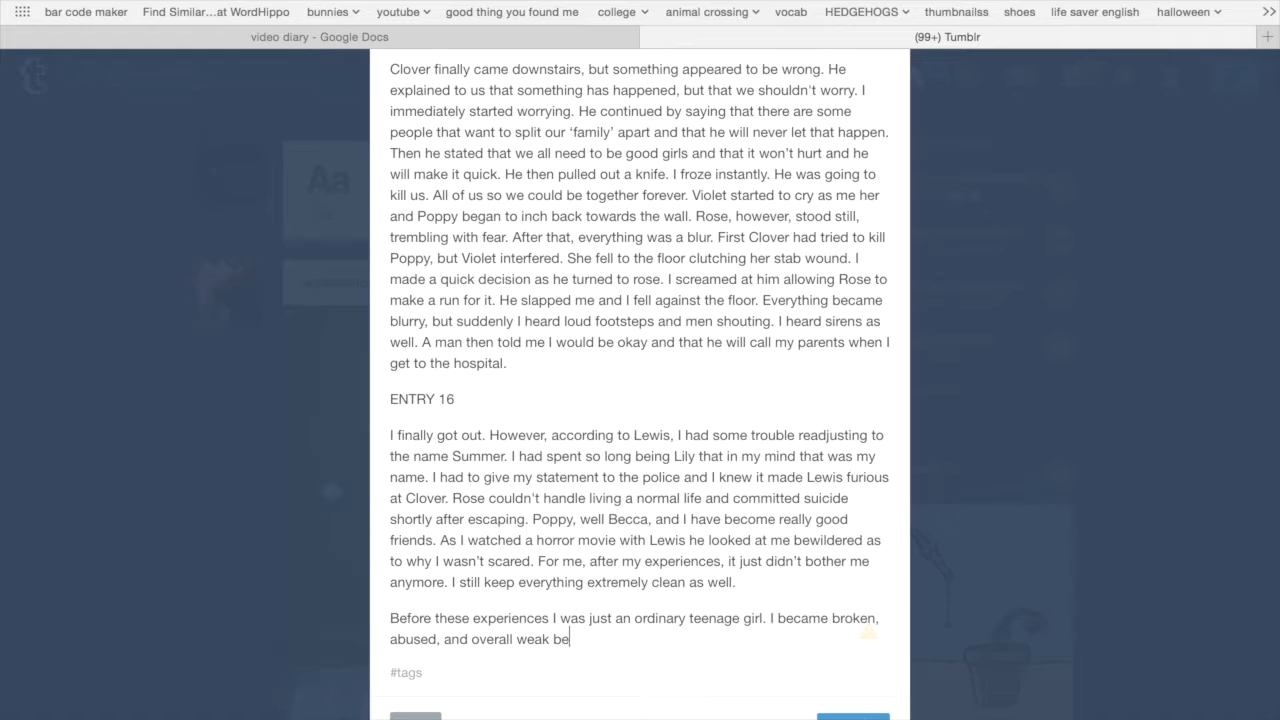 bar code maker Find Similar...at WordHippo bunnies youtube good thing you found me college animal crossing vocab HEDGEHOGS thumbnailss shoes life saver english halloween
video diary - Google Docs (99+) Tumblr
Aa
Clover finally came downstairs, but something appeared to be wrong. He
explained to us that something has happened, but that we shouldn't worry. I
immediately started worrying. He continued by saying that there are some
people that want to split our ‘family’ apart and that he will never let that happen.
Then he stated that we all need to be good girls and that it won’t hurt and he
will make it quick. He then pulled out a knife. I froze instantly. He was going to
kill us. All of us so we could be together forever. Violet started to cry as me her
and Poppy began to inch back towards the wall. Rose, however, stood still,
trembling with fear. After that, everything was a blur. First Clover had tried to kill
Poppy, but Violet interfered. She fell to the floor clutching her stab wound. I
made a quick decision as he turned to rose. I screamed at him allowing Rose to
make a run for it. He slapped me and I fell against the floor. Everything became
blurry, but suddenly I heard loud footsteps and men shouting. I heard sirens as
well. A man then told me I would be okay and that he will call my parents when I
get to the hospital.
ENTRY 16
I finally got out. However, according to Lewis, I had some trouble readjusting to
the name Summer. I had spent so long being Lily that in my mind that was my
name. I had to give my statement to the police and I knew it made Lewis furious
at Clover. Rose couldn't handle living a normal life and committed suicide
shortly after escaping. Poppy, well Becca, and I have become really good
friends. As I watched a horror movie with Lewis he looked at me bewildered as
to why I wasn’t scared. For me, after my experiences, it just didn’t bother me
anymore. I still keep everything extremely clean as well.
Before these experiences I was just an ordinary teenage girl. I became broken,
abused, and overall weak be
#tags